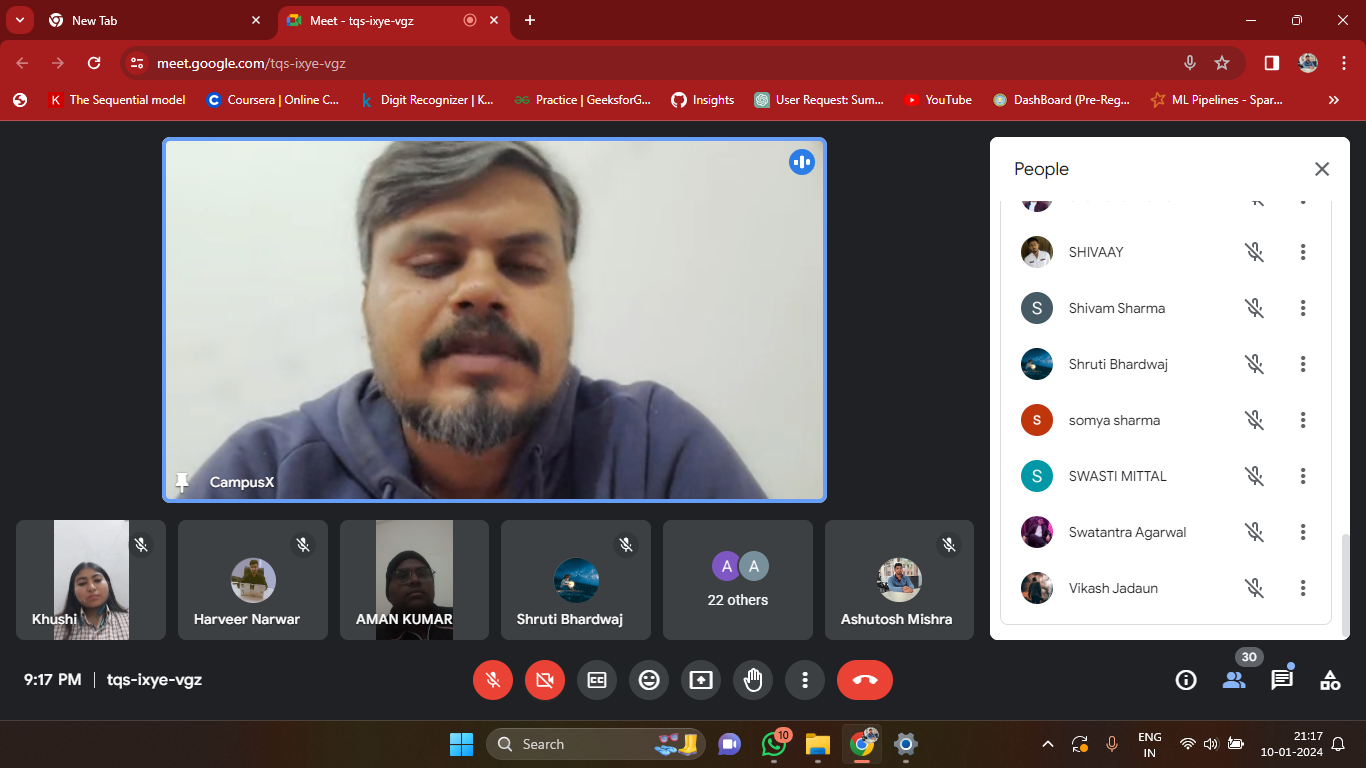 New Tab
Meet - tqs-ixye-vgz
meet.google.com/tqs-ixye-vgz
The Sequential model
Coursera | Online C...
Digit Recognizer | K...
Practice | GeeksforG...
Insights
User Request: Sum...
YouTube
DashBoard (Pre-Reg...
ML Pipelines - Spar...
CampusX
People
SHIVAAY
S
Shivam Sharma
Shruti Bhardwaj
s
somya sharma
S
SWASTI MITTAL
Swatantra Agarwal
Vikash Jadaun
Khushi
Harveer Narwar
AMAN KUMAR
Shruti Bhardwaj
A A
22 others
Ashutosh Mishra
9:17 PM | tqs-ixye-vgz
30
Search
10
ENG
IN
21:17
10-01-2024